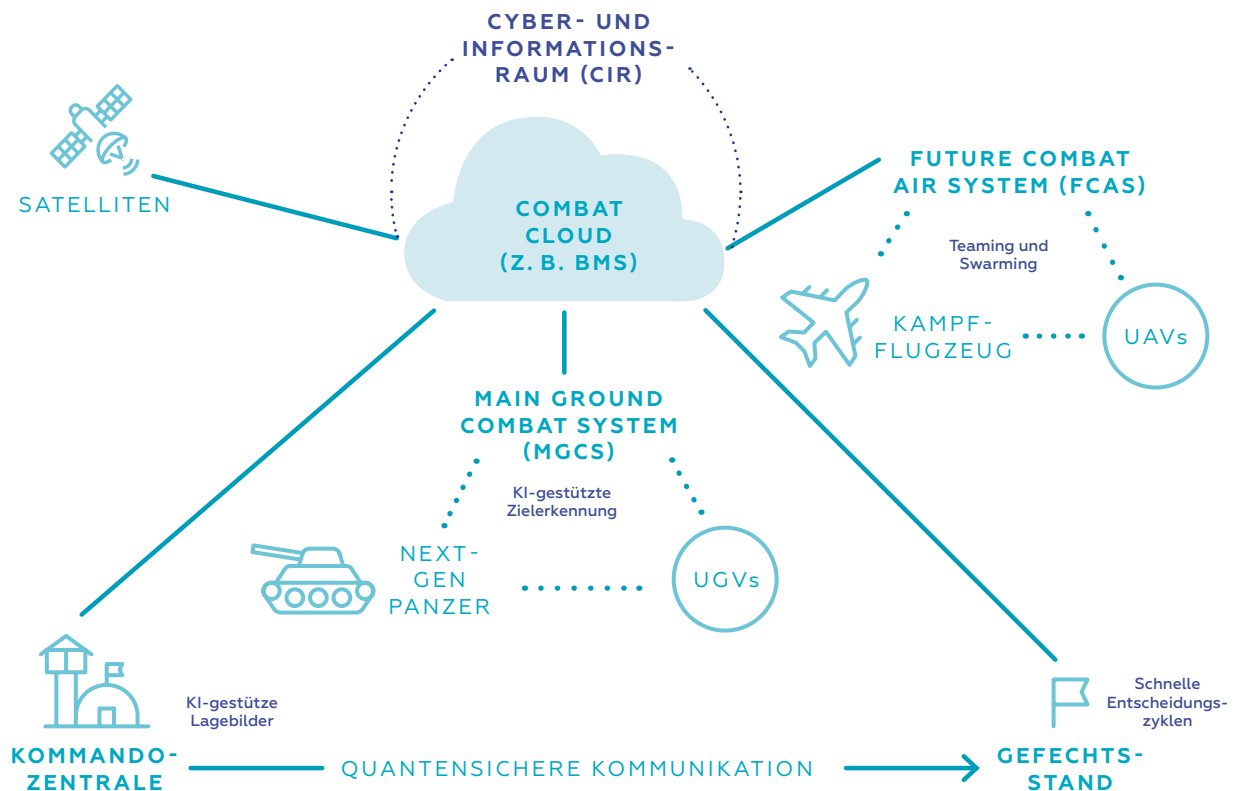 CYBER- UND
INFORMATIONS-
RAUM (CIR)
SATELLITEN
COMBAT
CLOUD
(Z. B. BMS)
FUTURE COMBAT
AIR SYSTEM (FCAS)
Teaming und
Swarming
KAMPF-
FLUGZEUG
UAVs
MAIN GROUND
COMBAT SYSTEM
(MGCS)
KI-gestützte
Zielerkennung
NEXT-
GEN
PANZER
UGVs
KI-gestütze
Lagebilder
Schnelle
Entscheidungs-
zyklen
KOMMANDO-
ZENTRALE
QUANTENSICHERE KOMMUNIKATION
GEFECHTS-
STAND